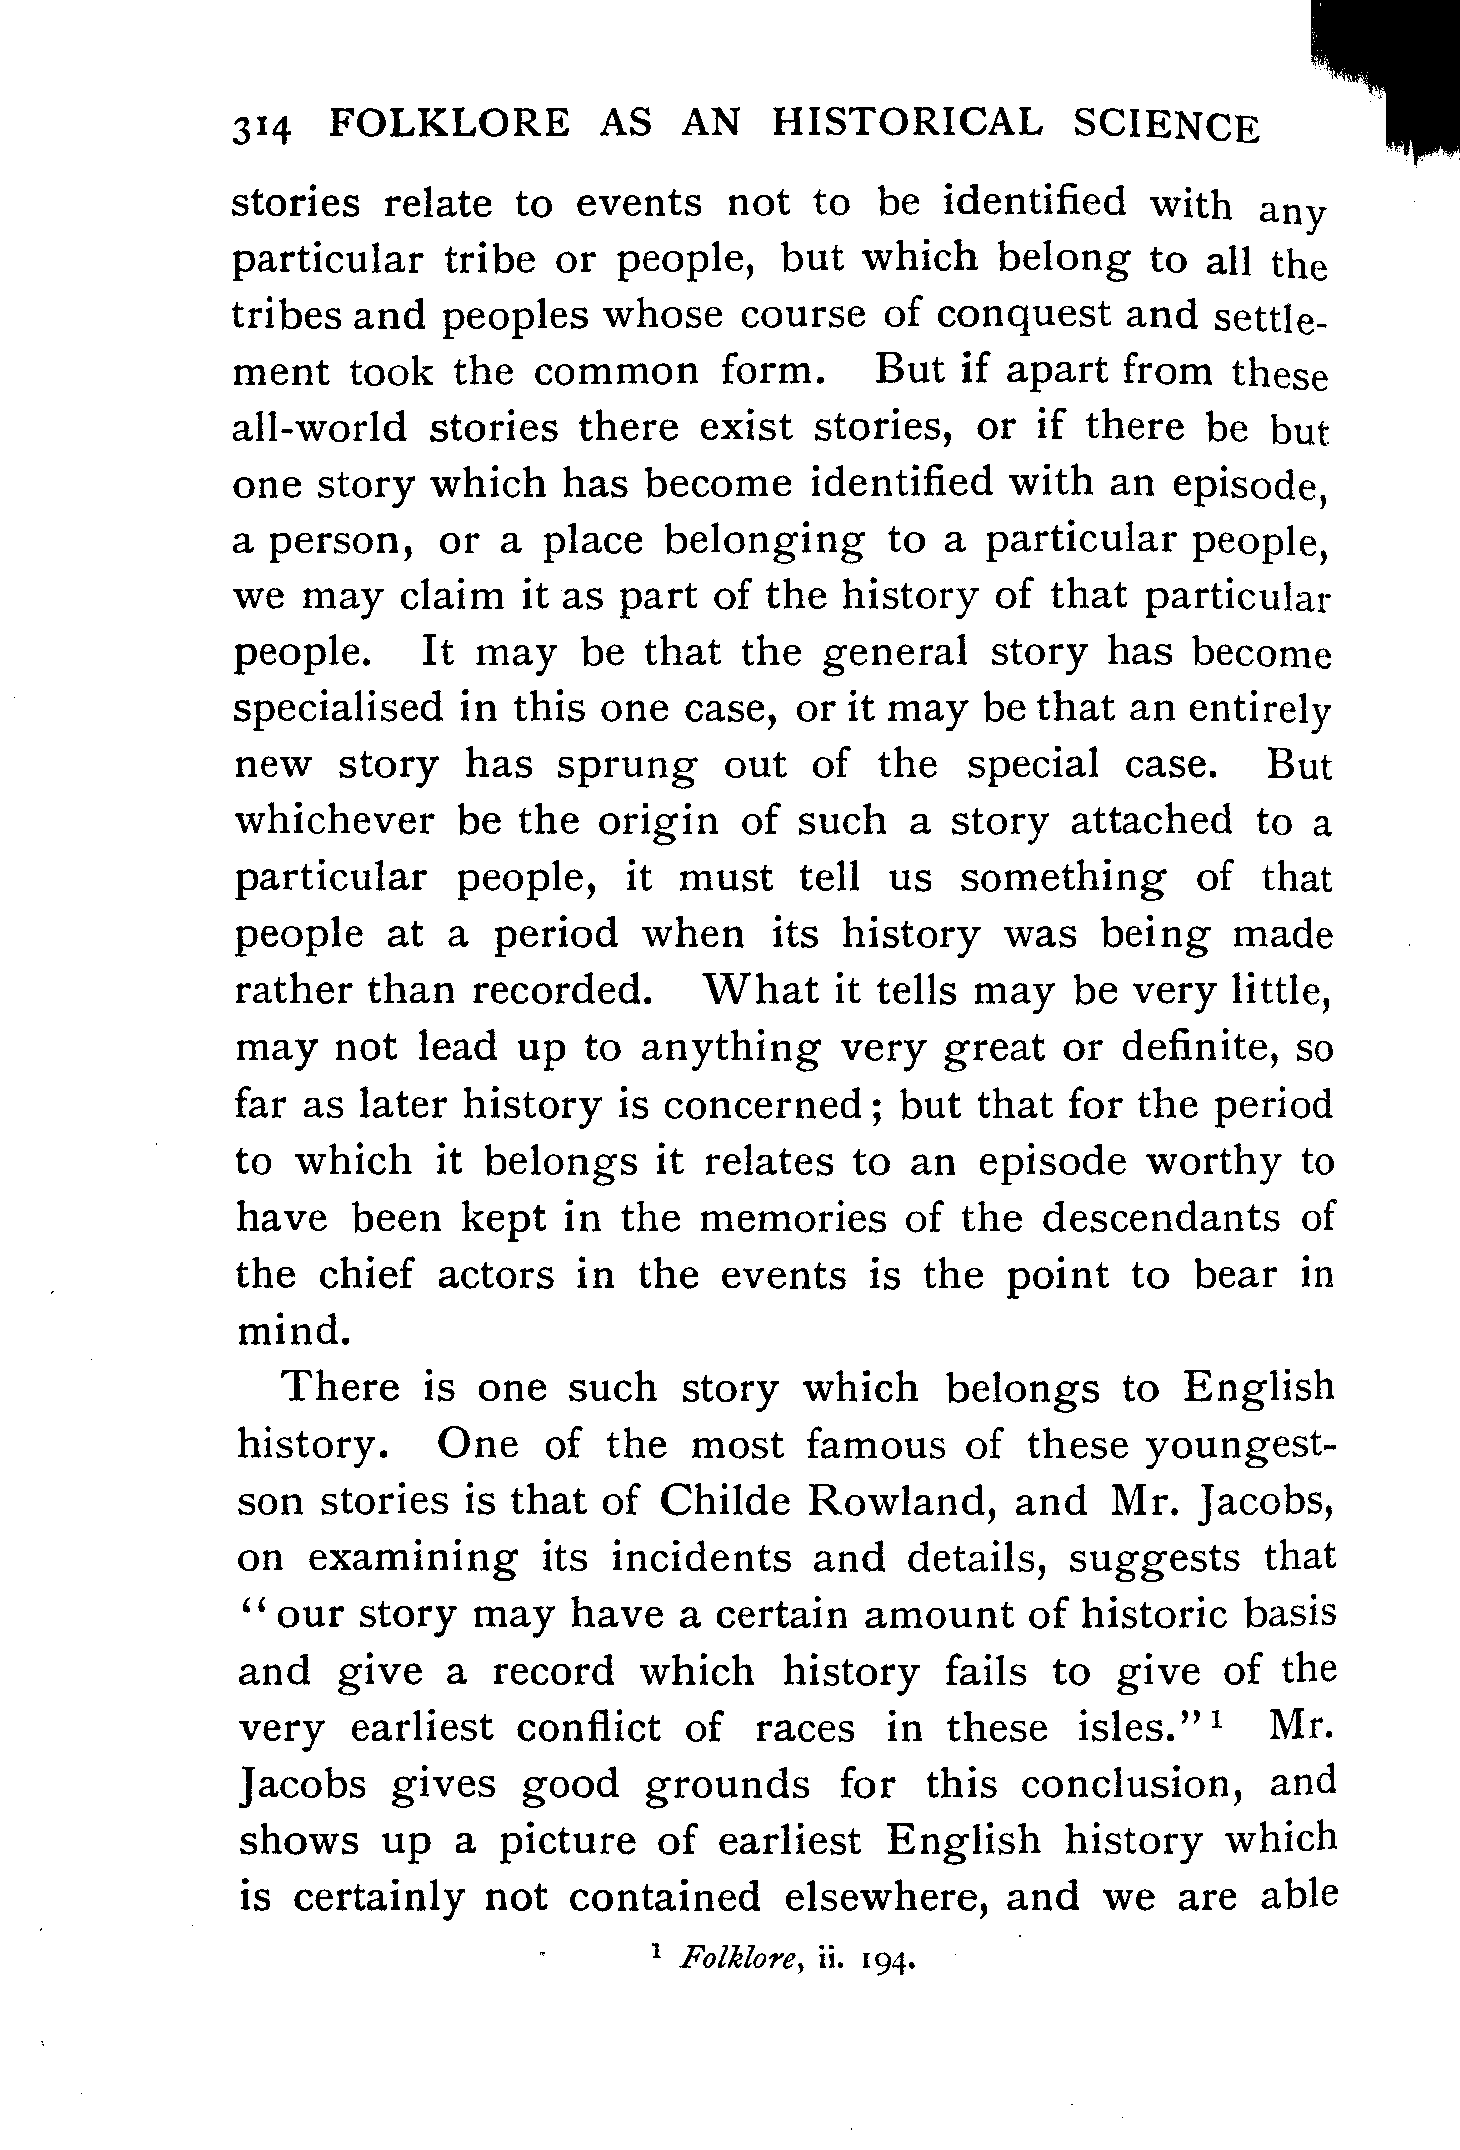 314 FOLKLORE AS AN HISTORICAL SCIENCE
stories relate to events not to be identified with any
particular tribe or people, but which belong to all the
tribes and peoples whose course of conquest and settle-
ment took the common form. But if apart from these
all-world stories there exist stories, or if there be but
one story which has become identified with an episode,
a person, or a place belonging to a particular people,
we may claim it as part of the history of that particular
people. It may be that the general story has become
specialised in this one case, or it may be that an entirely
new story has sprung out of the special case. But
whichever be the origin of such a story attached to a
particular people, it must tell us something of that
people at a period when its history was being made
rather than recorded. What it tells may be very little,
may not lead up to anything very great or definite, so
far as later history is concerned; but that for the period
to which it belongs it relates to an episode worthy to
have been kept in the memories of the descendants of
the chief actors in the events is the point to bear in
mind.
There is one such story which belongs to English
history. One of the most famous of these youngest-
son stories is that of Childe Rowland, and Mr. Jacobs,
on examining its incidents and details, suggests that
“our story may have a certain amount of historic basis
and give a record which history fails to give of the
very earliest conflict of races in these isles.”¹ Mr.
Jacobs gives good grounds for this conclusion, and
shows up a picture of earliest English history which
is certainly not contained elsewhere, and we are able
¹ Folklore, ii. 194.